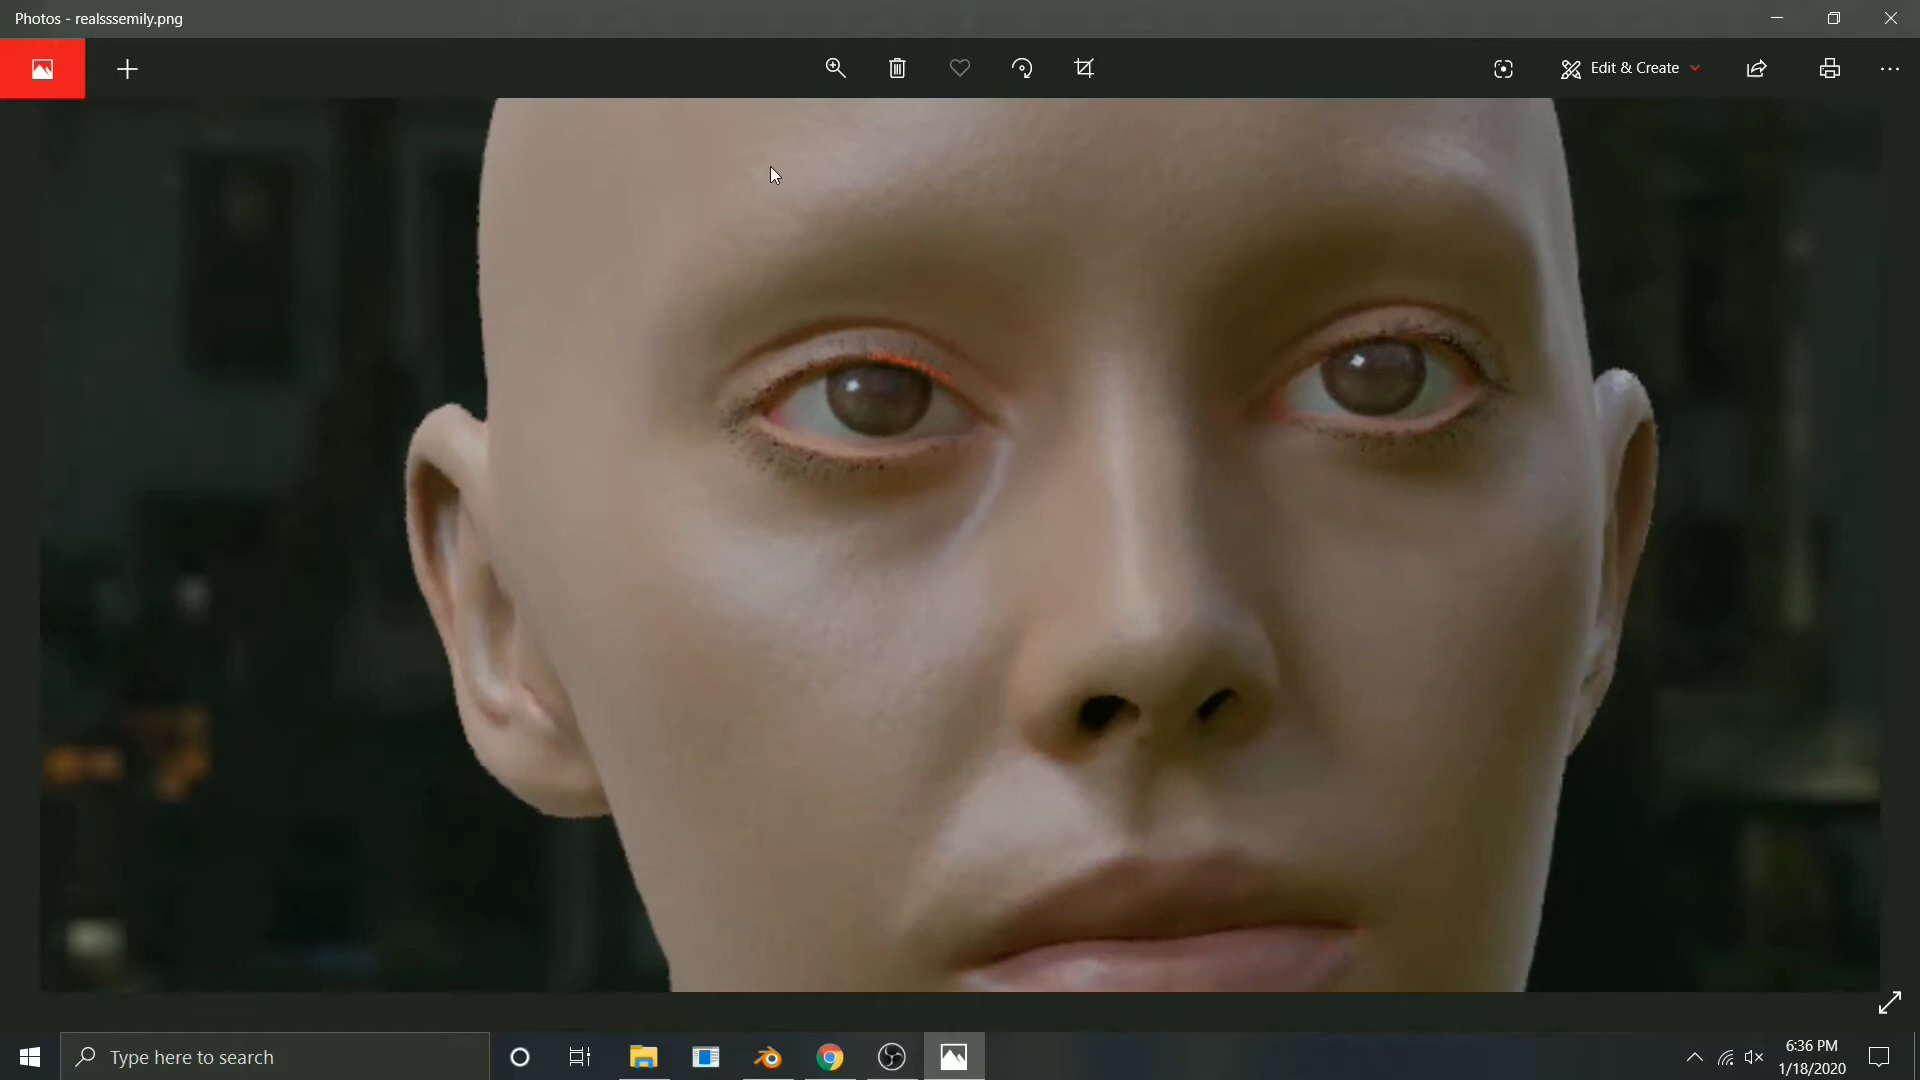 Photos - realsssemily.png
Edit & Create
Type here to search
6:36 PM
1/18/2020